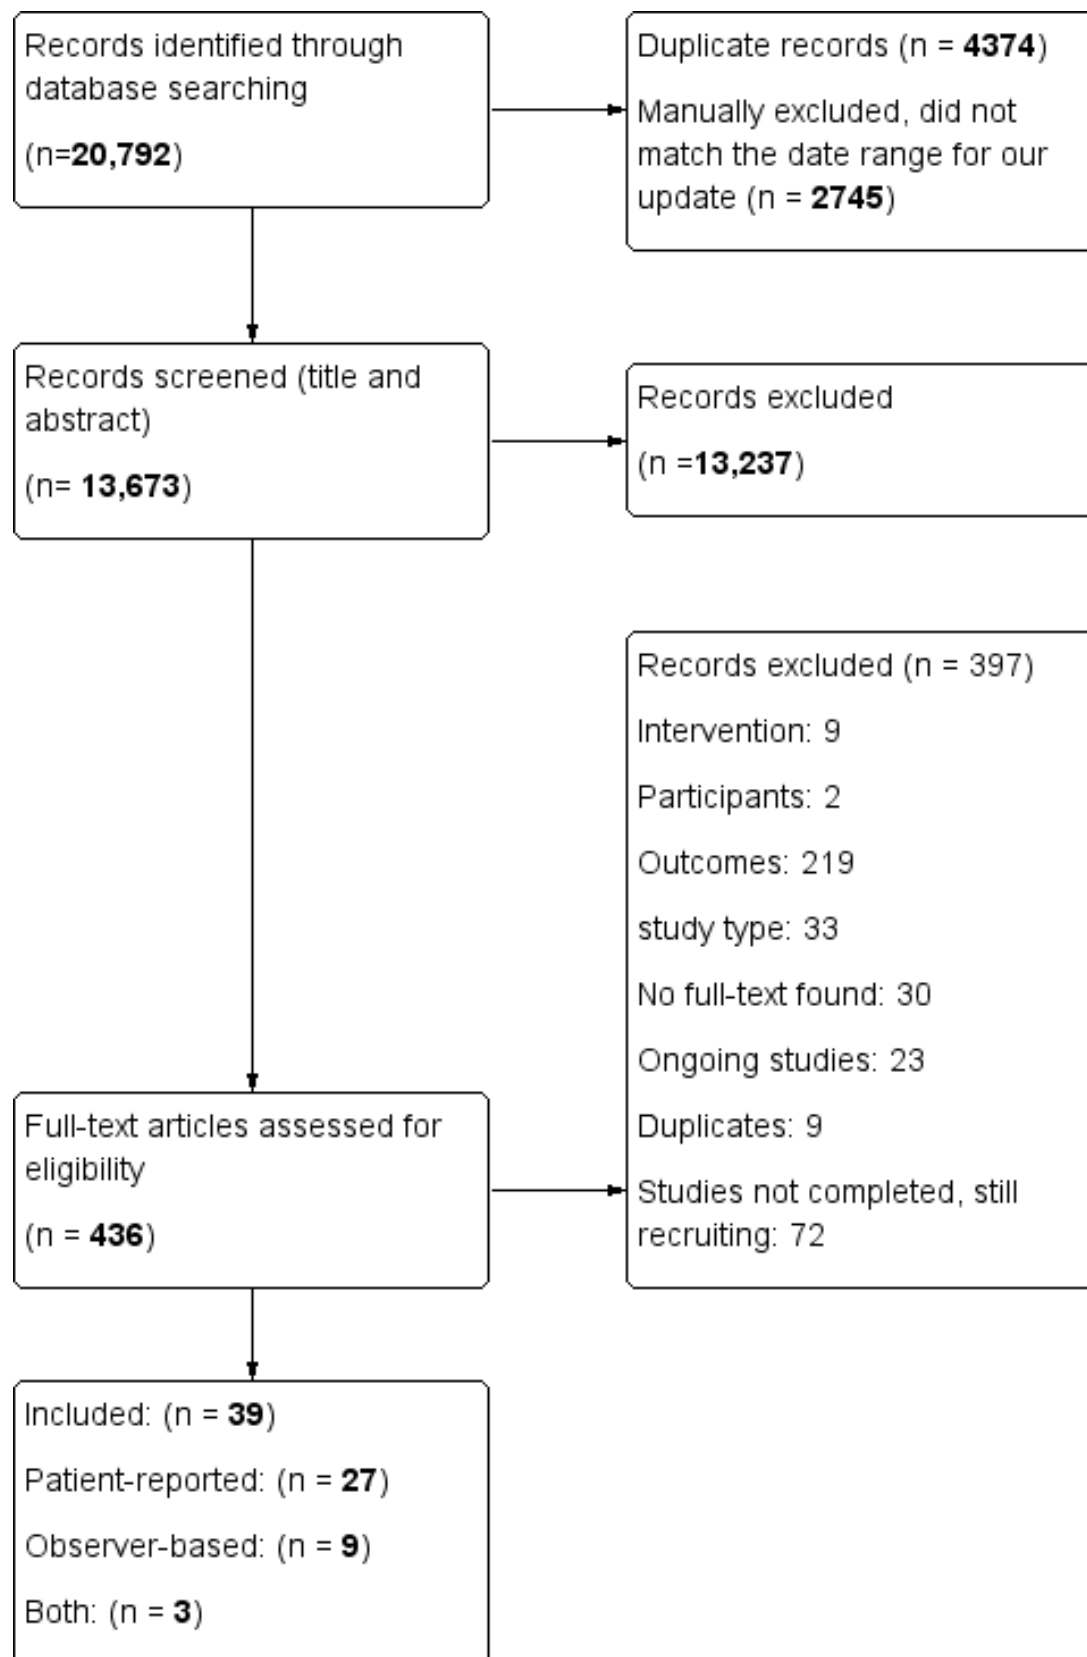 Records identified through
database searching
(n=20,792)
Duplicate records (n = 4374)
Manually excluded, did not
match the date range for our
update (n = 2745)
Records screened (title and
abstract)
(n= 13,673)
Records excluded
(n =13,237)
Records excluded (n = 397)
Intervention: 9
Participants: 2
Outcomes: 219
study type: 33
No full-text found: 30
Ongoing studies: 23
Duplicates: 9
Studies not completed, still
recruiting: 72
Full-text articles assessed for
eligibility
(n = 436)
Included: (n = 39)
Patient-reported: (n = 27)
Observer-based: (n = 9)
Both: (n = 3)